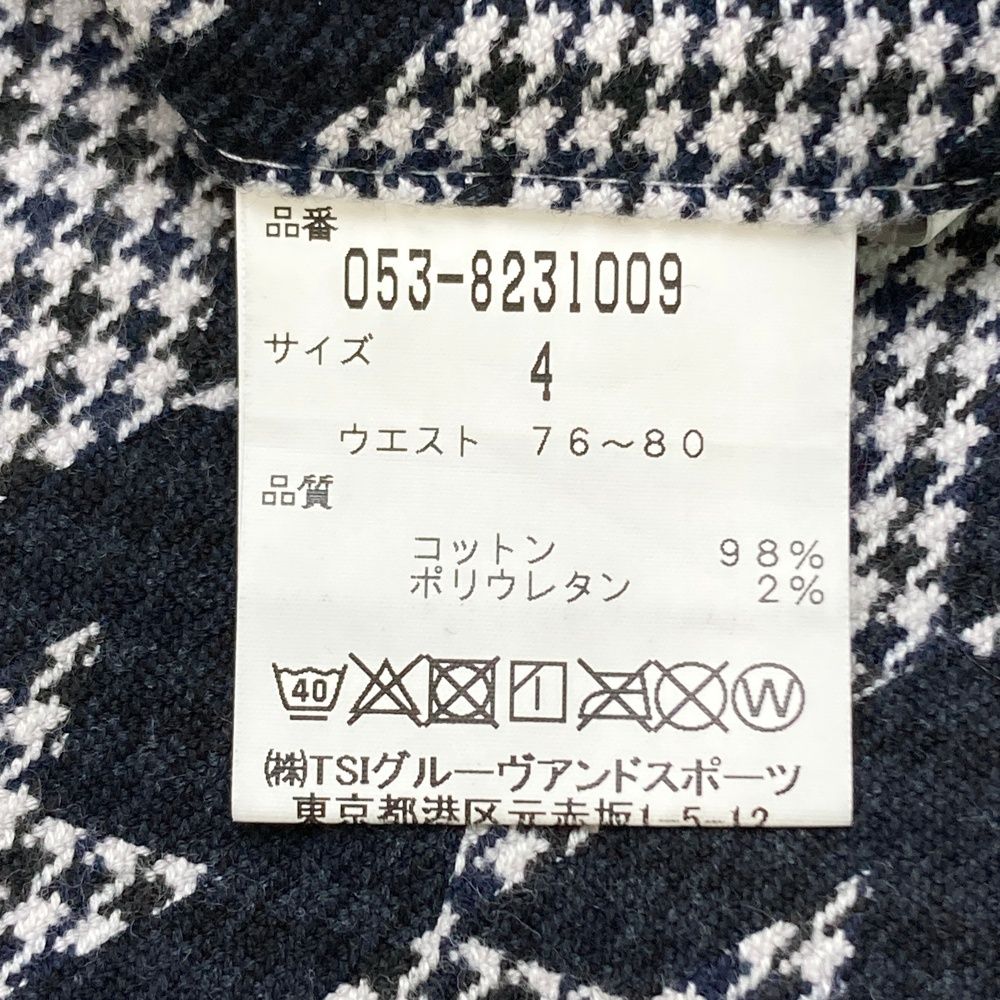 品番
053-8231009
サイズ 4
ウエスト 76~80
品質
コットン 98%
ポリウレタン 2%
40 W
㈱TSIグルーヴアンドスポーツ
東京都港区元赤坂1-5-12